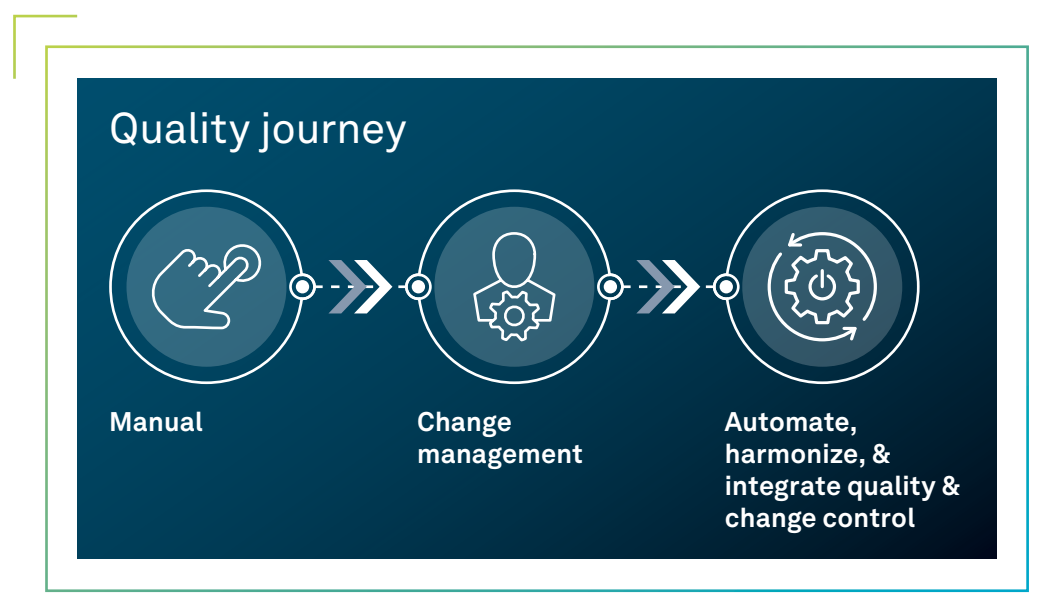 Quality journey
Manual
Change
management
Automate,
harmonize, &
integrate quality &
change control